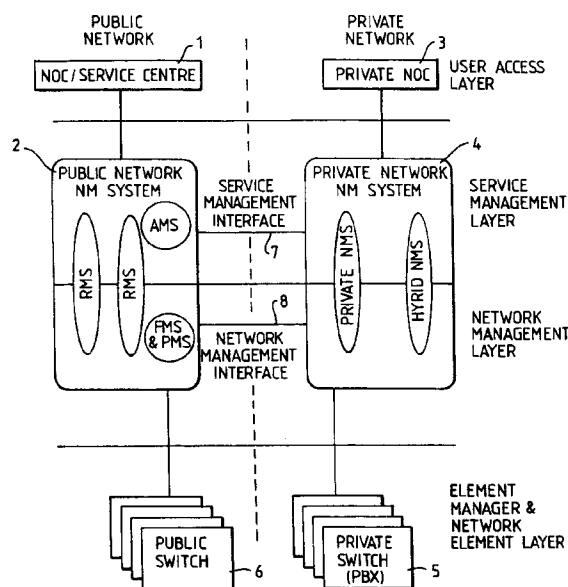 PUBLIC
NETWORK
PRIVATE
NETWORK
1
3
NOC/SERVICE CENTRE
PRIVATE NOC
USER ACCESS
LAYER
2
4
PUBLIC NETWORK
NM SYSTEM
PRIVATE NETWORK
NM SYSTEM
SERVICE
MANAGEMENT
INTERFACE
SERVICE
MANAGEMENT
LAYER
AMS
7
RMS
RMS
PRIVATE NMS
HYRID NMS
8
FMS
& PMS
NETWORK
MANAGEMENT
INTERFACE
NETWORK
MANAGEMENT
LAYER
PUBLIC
SWITCH
6
PRIVATE
SWITCH
(PBX)
5
ELEMENT
MANAGER &
NETWORK
ELEMENT LAYER